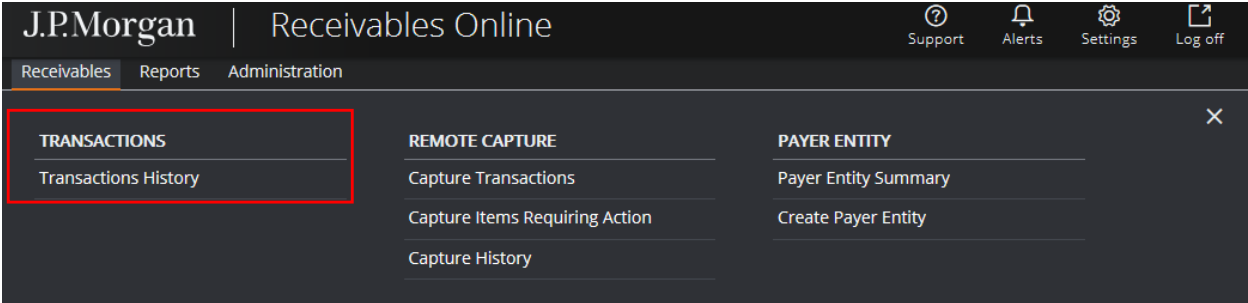 J.P.Morgan Receivables Online
Support Alerts Settings Log off
Receivables Reports Administration
TRANSACTIONS
Transactions History
REMOTE CAPTURE
Capture Transactions
Capture Items Requiring Action
Capture History
PAYER ENTITY
Payer Entity Summary
Create Payer Entity